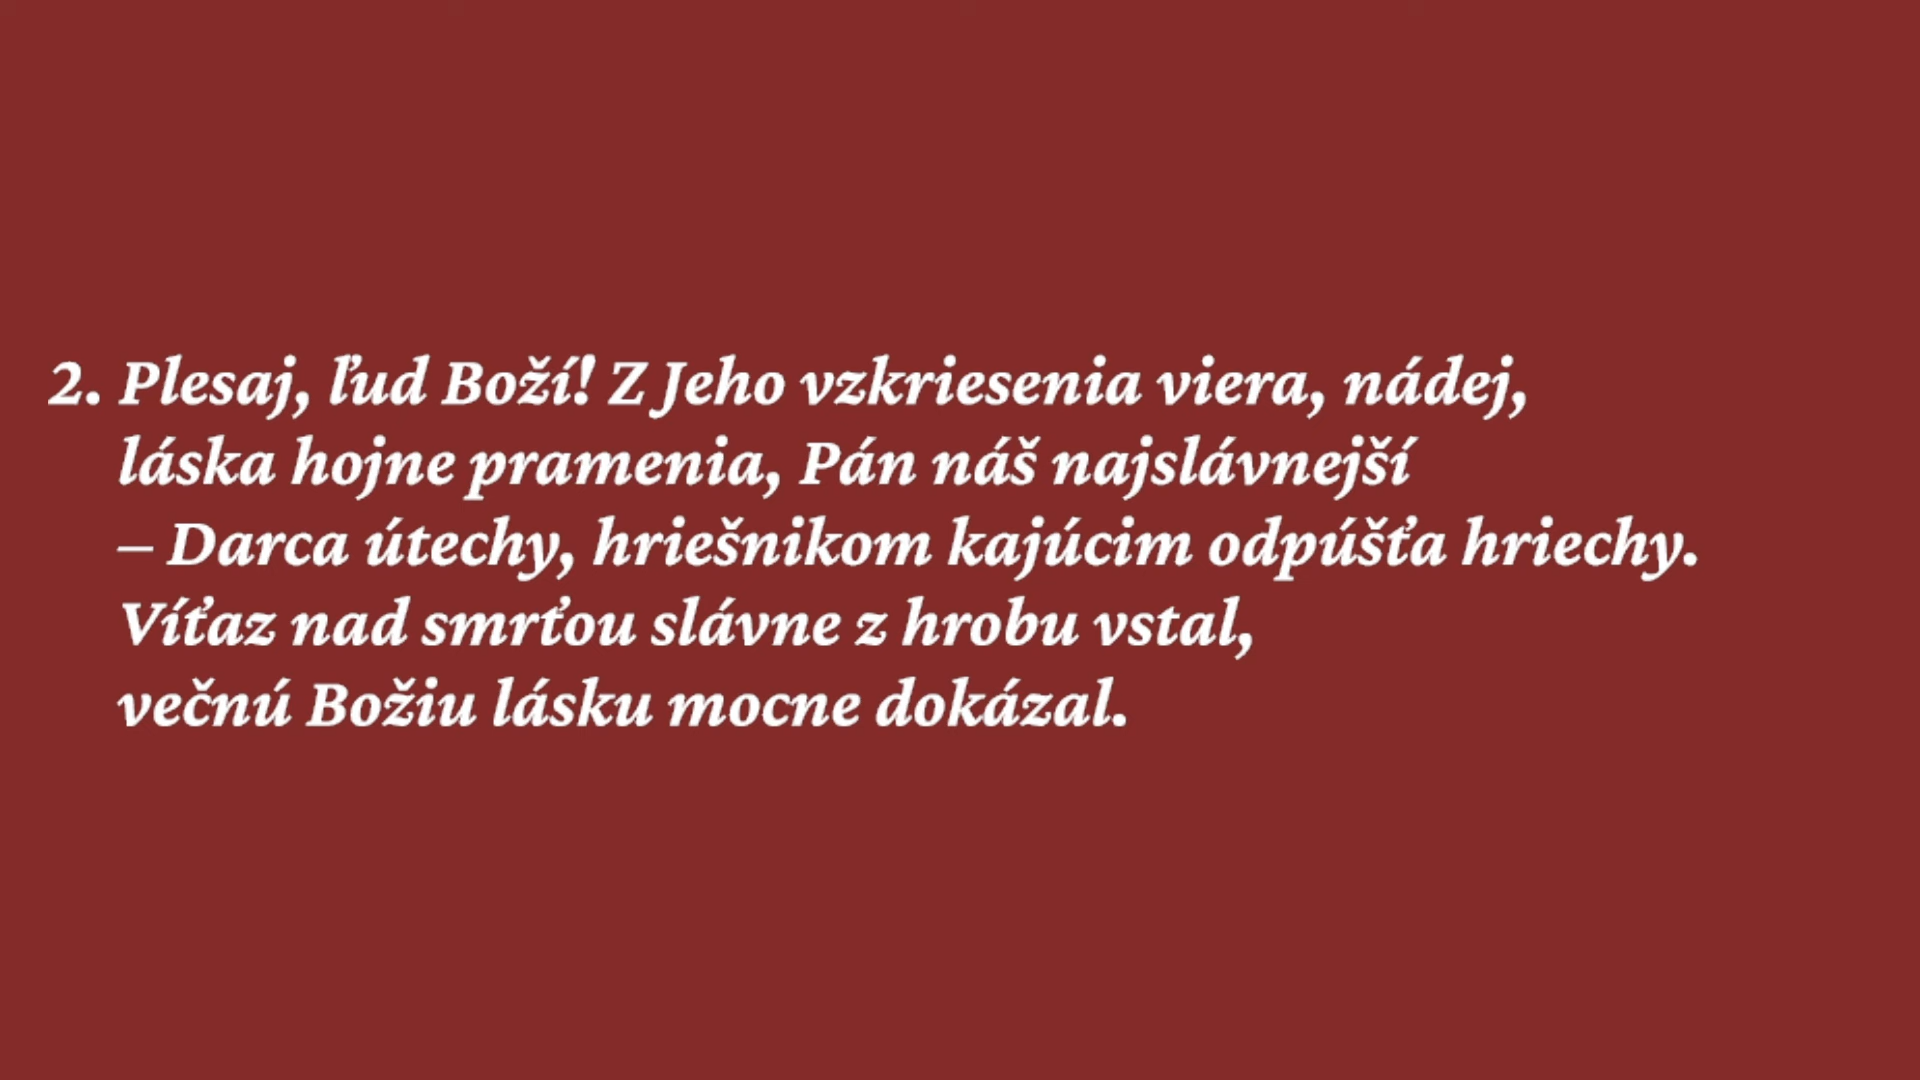 2. Plesaj, ľud Boží! Z Jeho vzkriesenia viera, nádej,
láska hojne pramenia, Pán náš najslávnejší
– Darca útechy, hriešnikom kajúcim odpúšťa hriechy.
Víťaz nad smrťou slávne z hrobu vstal,
večnú Božiu lásku mocne dokázal.